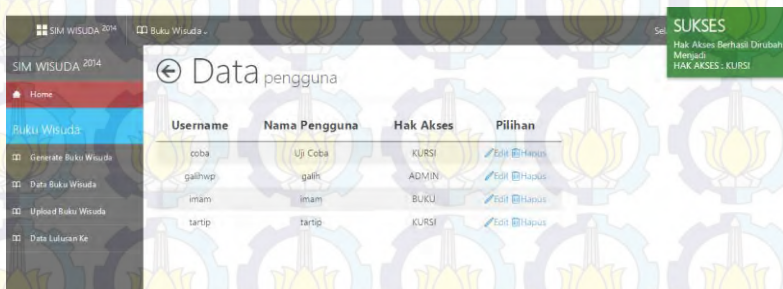 SIM WISUDA 2014 Buku Wisuda
SUKSES
Hak Akses Berhasil Dirubah
Menjadi
HAK AKSES : KURSI
SIM WISUDA 2014
Home
Buku Wisuda
Generate Buku Wisuda
Data Buku Wisuda
Upload Buku Wisuda
Data Lulusan Ke
Data pengguna
Username Nama Pengguna Hak Akses Pilihan
coba Uji Coba KURSI Edit Hapus
galihwp galih ADMIN Edit Hapus
imam imam BUKU Edit Hapus
tartip tartip KURSI Edit Hapus